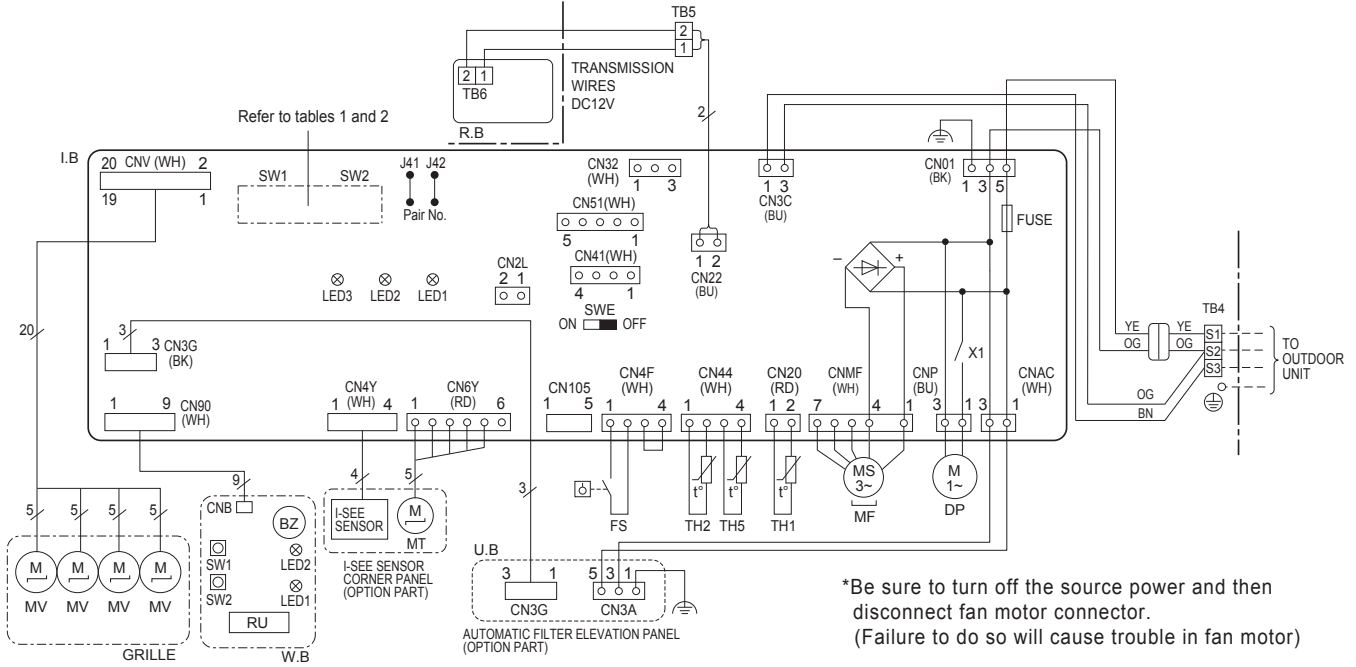 TB5
2
1
2 1
TB6
R.B
TRANSMISSION
WIRES
DC12V
2
Refer to tables 1 and 2
I.B
20 CNV (WH) 2
19 1
SW1 SW2
J41 J42
Pair No.
CN32
(WH)
1 3
CN51(WH)
5 1
CN41(WH)
4 1
SWE
ON OFF
CN2L
2 1
LED3 LED2 LED1
1 2
CN22
(BU)
1 3
CN3C
(BU)
CN01
(BK)
1 3 5
FUSE
– +
X1
20
3
1 3 CN3G
(BK)
1 9 CN90
(WH)
CN4Y
(WH)
1 4
CN6Y
(RD)
1 6
CN105
1 5
CN4F
(WH)
1 4
CN44
(WH)
1 4
CN20
(RD)
1 2
CNMF
(WH)
7 4 1
CNP
(BU)
3 1
CNAC
(WH)
3 1
YE YE
OG OG
OG
BN
TB4
S1
S2
S3
TO
OUTDOOR
UNIT
5 5 5 5
M M M M
MV MV MV MV
GRILLE
9
CNB
BZ
SW1
LED2
SW2
LED1
RU
W.B
4
I-SEE
SENSOR
5
M
MT
I-SEE SENSOR
CORNER PANEL
(OPTION PART)
3
U.B
3 1
CN3G
5 3 1
CN3A
AUTOMATIC FILTER ELEVATION PANEL
(OPTION PART)
FS
t° t° t°
TH2 TH5 TH1
MS
3~
MF
M
1~
DP
*Be sure to turn off the source power and then
disconnect fan motor connector.
(Failure to do so will cause trouble in fan motor)